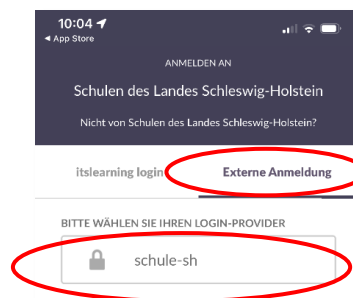 10:04
◀ App Store
ANMELDEN AN
Schulen des Landes Schleswig-Holstein
Nicht von Schulen des Landes Schleswig-Holstein?
itslearning login
Externe Anmeldung
BITTE WÄHLEN SIE IHREN LOGIN-PROVIDER
schule-sh